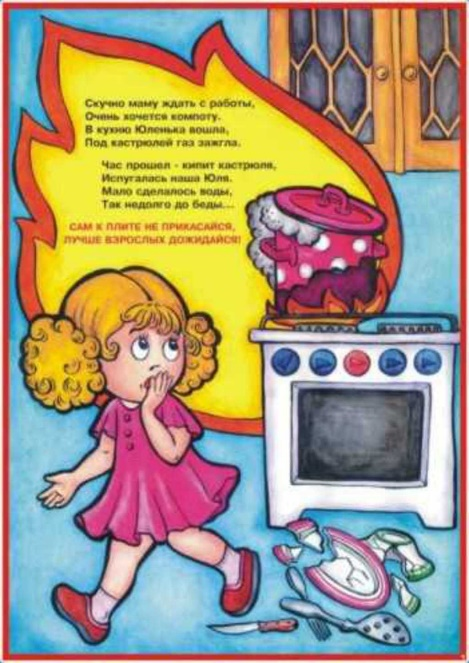 Скучно маму ждать с работы,
Очень хочется компоту.
В кухню Юленька вошла,
Под кастрюлей газ зажгла.
Час прошел - кипит кастрюля,
Испугалась наша Юля.
Мало сделалось воды,
Так недолго до беды...
САМ К ПЛИТЕ НЕ ПРИКАСАЙСЯ,
ЛУЧШЕ ВЗРОСЛЫХ ДОЖИДАЙСЯ!